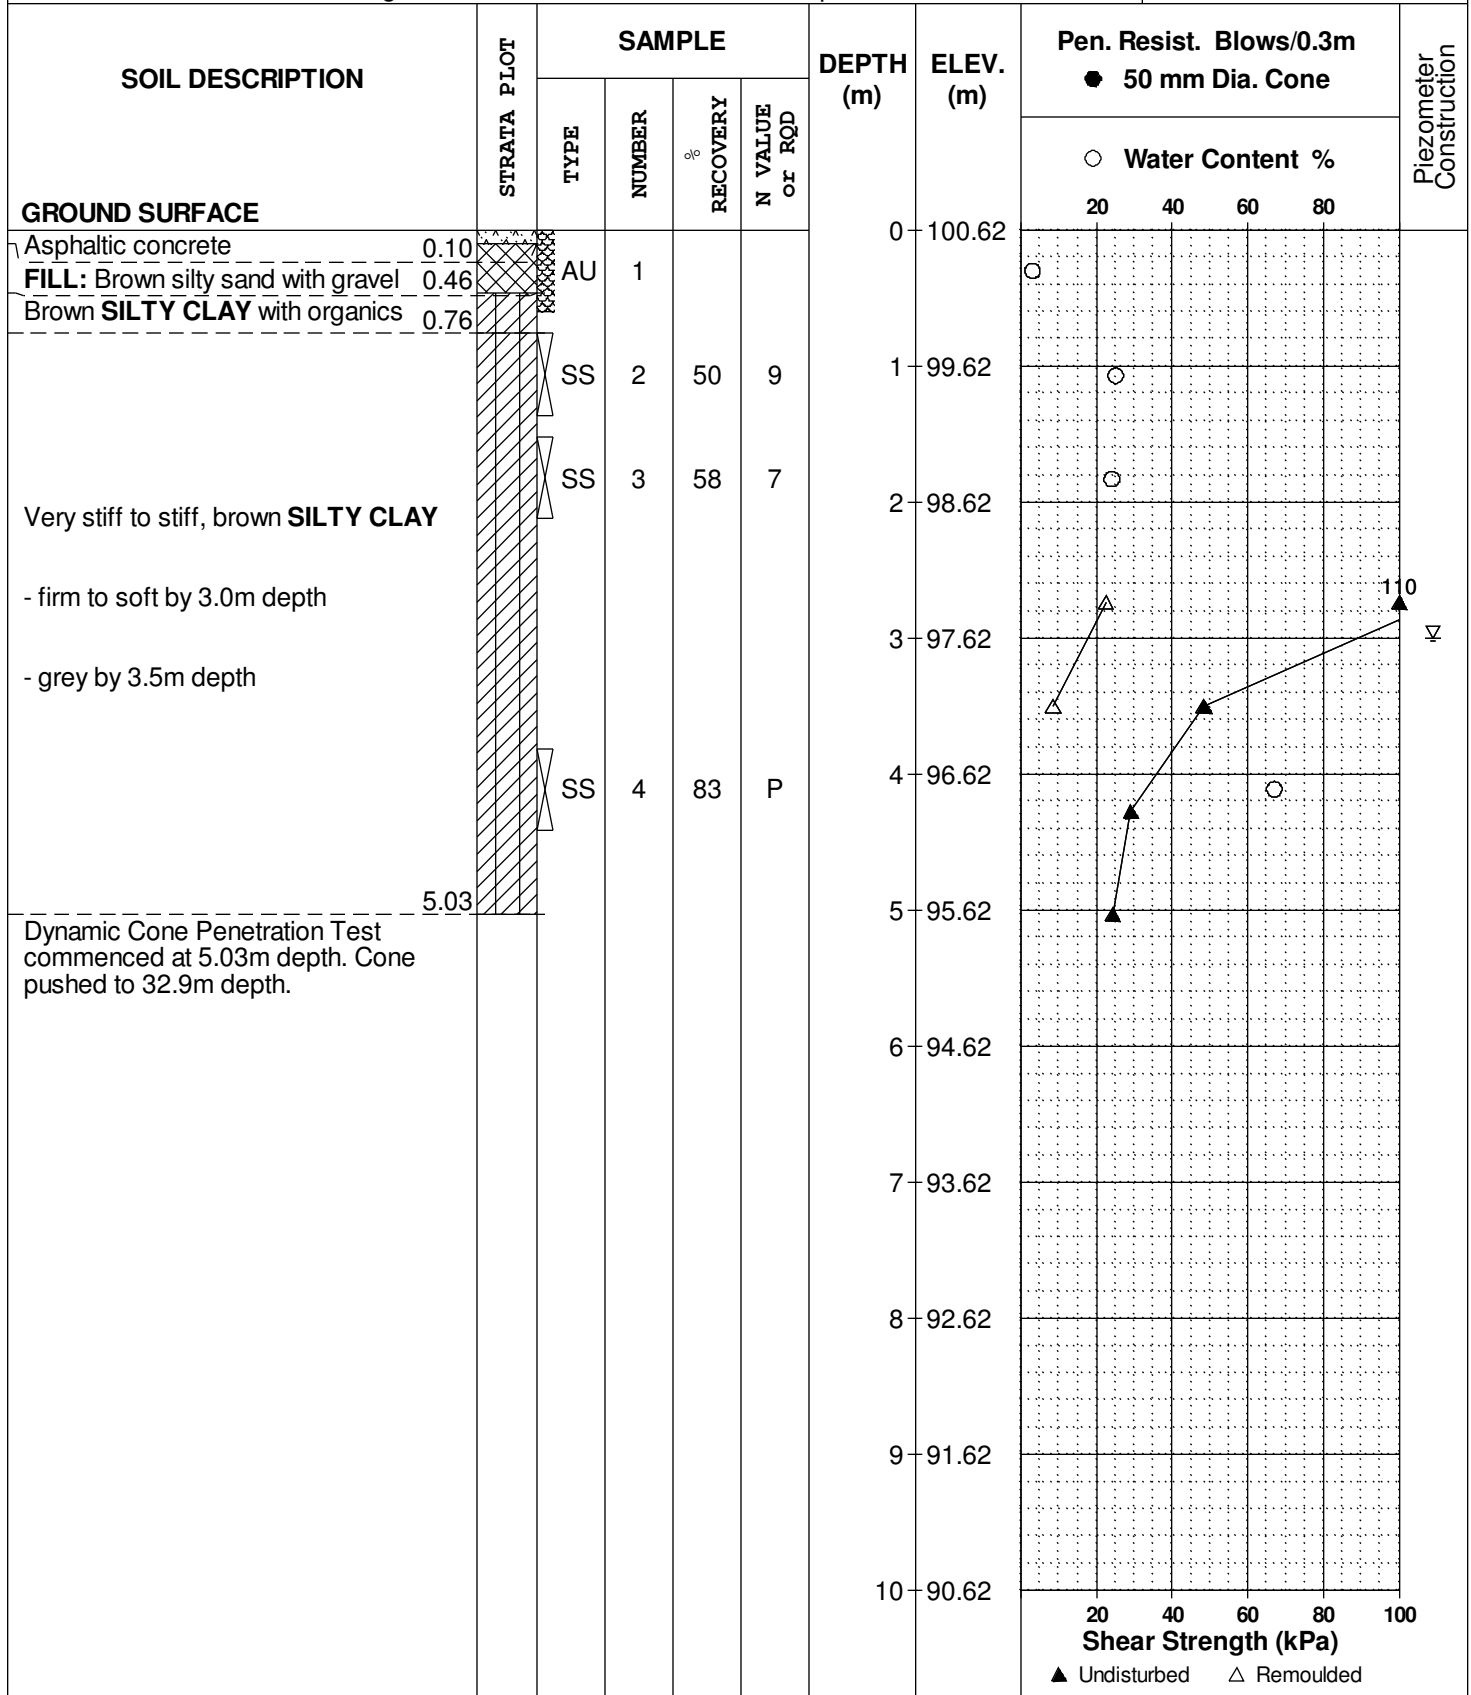 SOIL DESCRIPTION
GROUND SURFACE
STRATA PLOT
SAMPLE
TYPE
NUMBER
%
RECOVERY
N VALUE
or RQD
DEPTH
(m)
ELEV.
(m)
Pen. Resist. Blows/0.3m
● 50 mm Dia. Cone
○ Water Content %
20 40 60 80
Piezometer
Construction
Asphaltic concrete 0.10
FILL: Brown silty sand with gravel 0.46
Brown SILTY CLAY with organics 0.76
AU 1
SS 2 50 9
SS 3 58 7
Very stiff to stiff, brown SILTY CLAY
- firm to soft by 3.0m depth
- grey by 3.5m depth
SS 4 83 P
5.03
Dynamic Cone Penetration Test
commenced at 5.03m depth. Cone
pushed to 32.9m depth.
0 100.62
1 99.62
2 98.62
3 97.62
4 96.62
5 95.62
6 94.62
7 93.62
8 92.62
9 91.62
10 90.62
110
20 40 60 80 100
Shear Strength (kPa)
▲ Undisturbed △ Remoulded